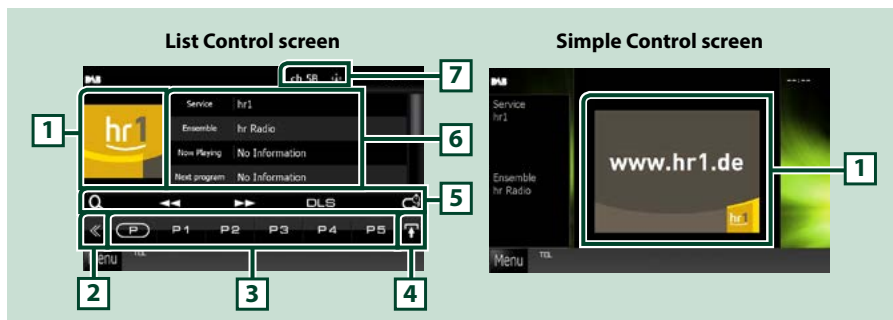 List Control screen
Simple Control screen
7
DAB
ch 5B
1
hr1
Service hr1
Ensemble hr Radio
Now Playing No Information
Next program No Information
6
DLS
5
P P1 P2 P3 P4 P5
Menu TEL
2
3
4
DAB
--:--
Service
hr1
Ensemble
hr Radio
www.hr1.de
hr1
1
Menu TEL